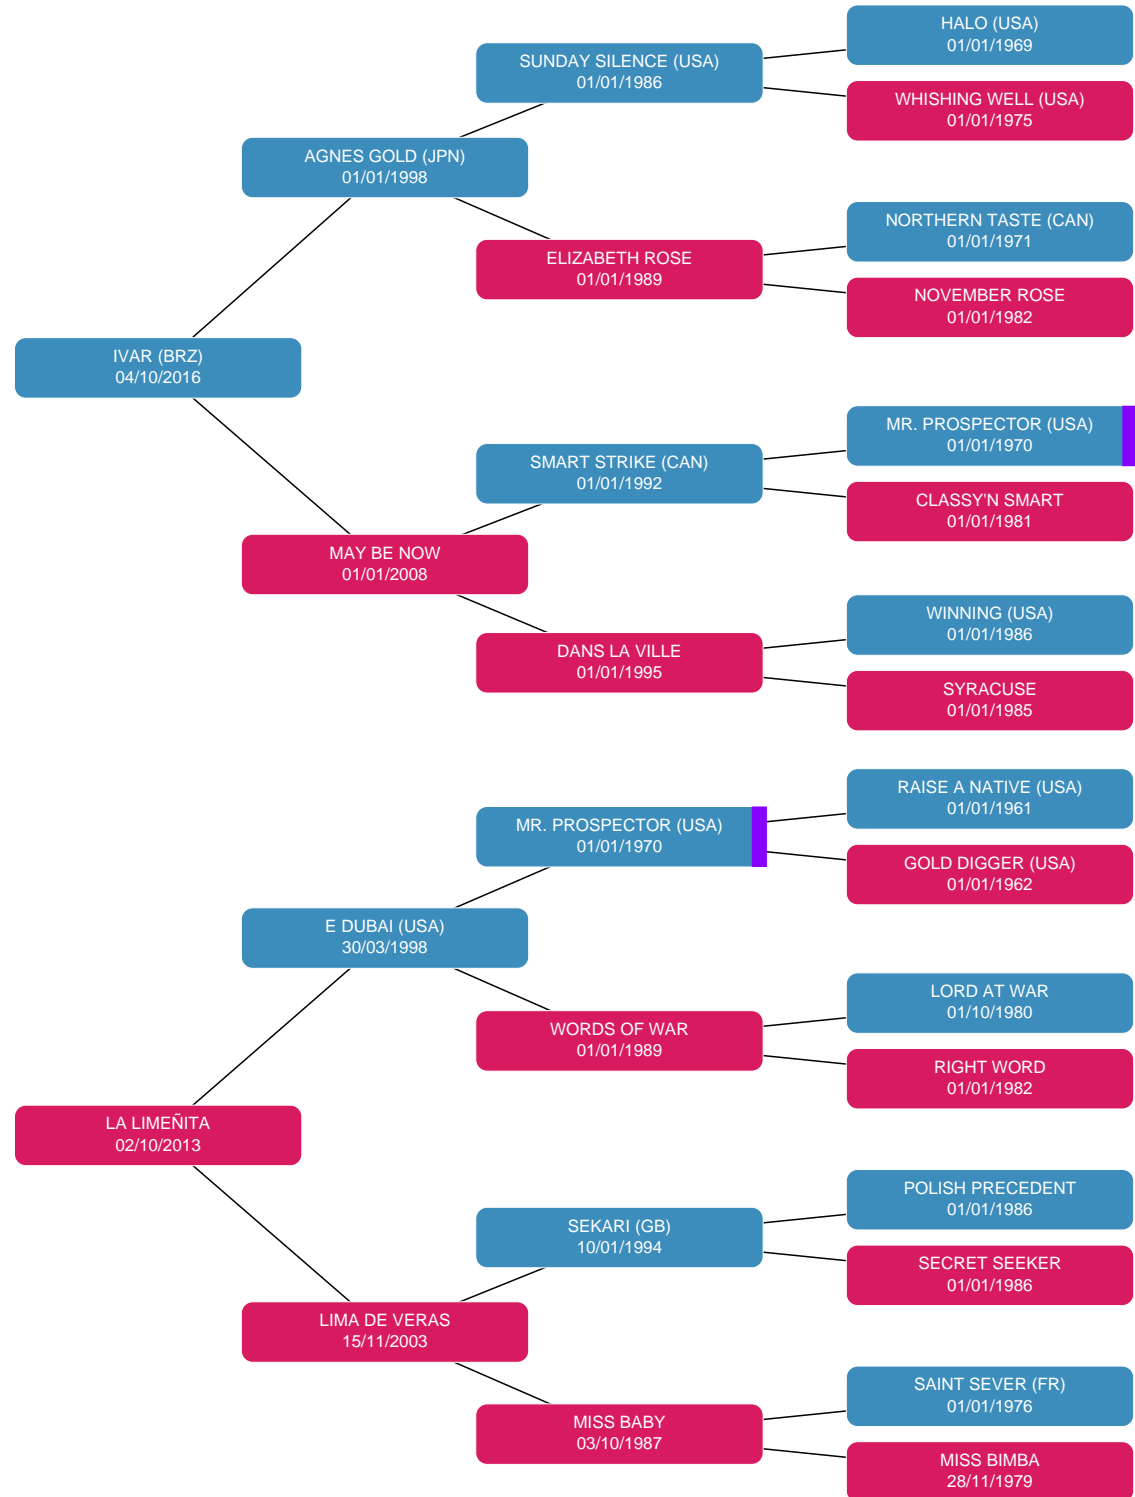 HALO (USA)
01/01/1969
SUNDAY SILENCE (USA)
01/01/1986
WHISHING WELL (USA)
01/01/1975
AGNES GOLD (JPN)
01/01/1998
NORTHERN TASTE (CAN)
01/01/1971
ELIZABETH ROSE
01/01/1989
NOVEMBER ROSE
01/01/1982
IVAR (BRZ)
04/10/2016
MR. PROSPECTOR (USA)
01/01/1970
SMART STRIKE (CAN)
01/01/1992
CLASSY'N SMART
01/01/1981
MAY BE NOW
01/01/2008
WINNING (USA)
01/01/1986
DANS LA VILLE
01/01/1995
SYRACUSE
01/01/1985
RAISE A NATIVE (USA)
01/01/1961
MR. PROSPECTOR (USA)
01/01/1970
GOLD DIGGER (USA)
01/01/1962
E DUBAI (USA)
30/03/1998
LORD AT WAR
01/10/1980
WORDS OF WAR
01/01/1989
RIGHT WORD
01/01/1982
LA LIMEÑITA
02/10/2013
POLISH PRECEDENT
01/01/1986
SEKARI (GB)
10/01/1994
SECRET SEEKER
01/01/1986
LIMA DE VERAS
15/11/2003
SAINT SEVER (FR)
01/01/1976
MISS BABY
03/10/1987
MISS BIMBA
28/11/1979